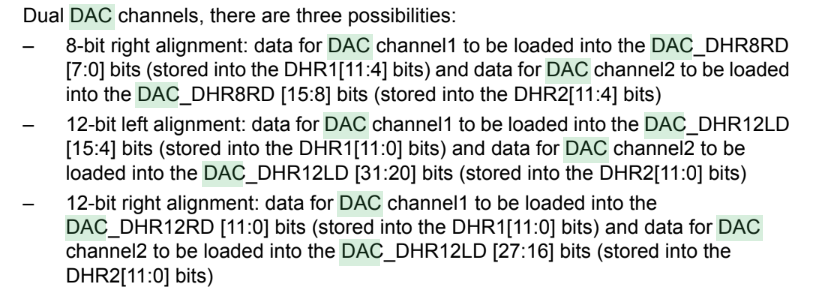 Dual DAC channels, there are three possibilities:
– 8-bit right alignment: data for DAC channel1 to be loaded into the DAC_DHR8RD
[7:0] bits (stored into the DHR1[11:4] bits) and data for DAC channel2 to be loaded
into the DAC_DHR8RD [15:8] bits (stored into the DHR2[11:4] bits)
– 12-bit left alignment: data for DAC channel1 to be loaded into the DAC_DHR12LD
[15:4] bits (stored into the DHR1[11:0] bits) and data for DAC channel2 to be
loaded into the DAC_DHR12LD [31:20] bits (stored into the DHR2[11:0] bits)
– 12-bit right alignment: data for DAC channel1 to be loaded into the
DAC_DHR12RD [11:0] bits (stored into the DHR1[11:0] bits) and data for DAC
channel2 to be loaded into the DAC_DHR12LD [27:16] bits (stored into the
DHR2[11:0] bits)